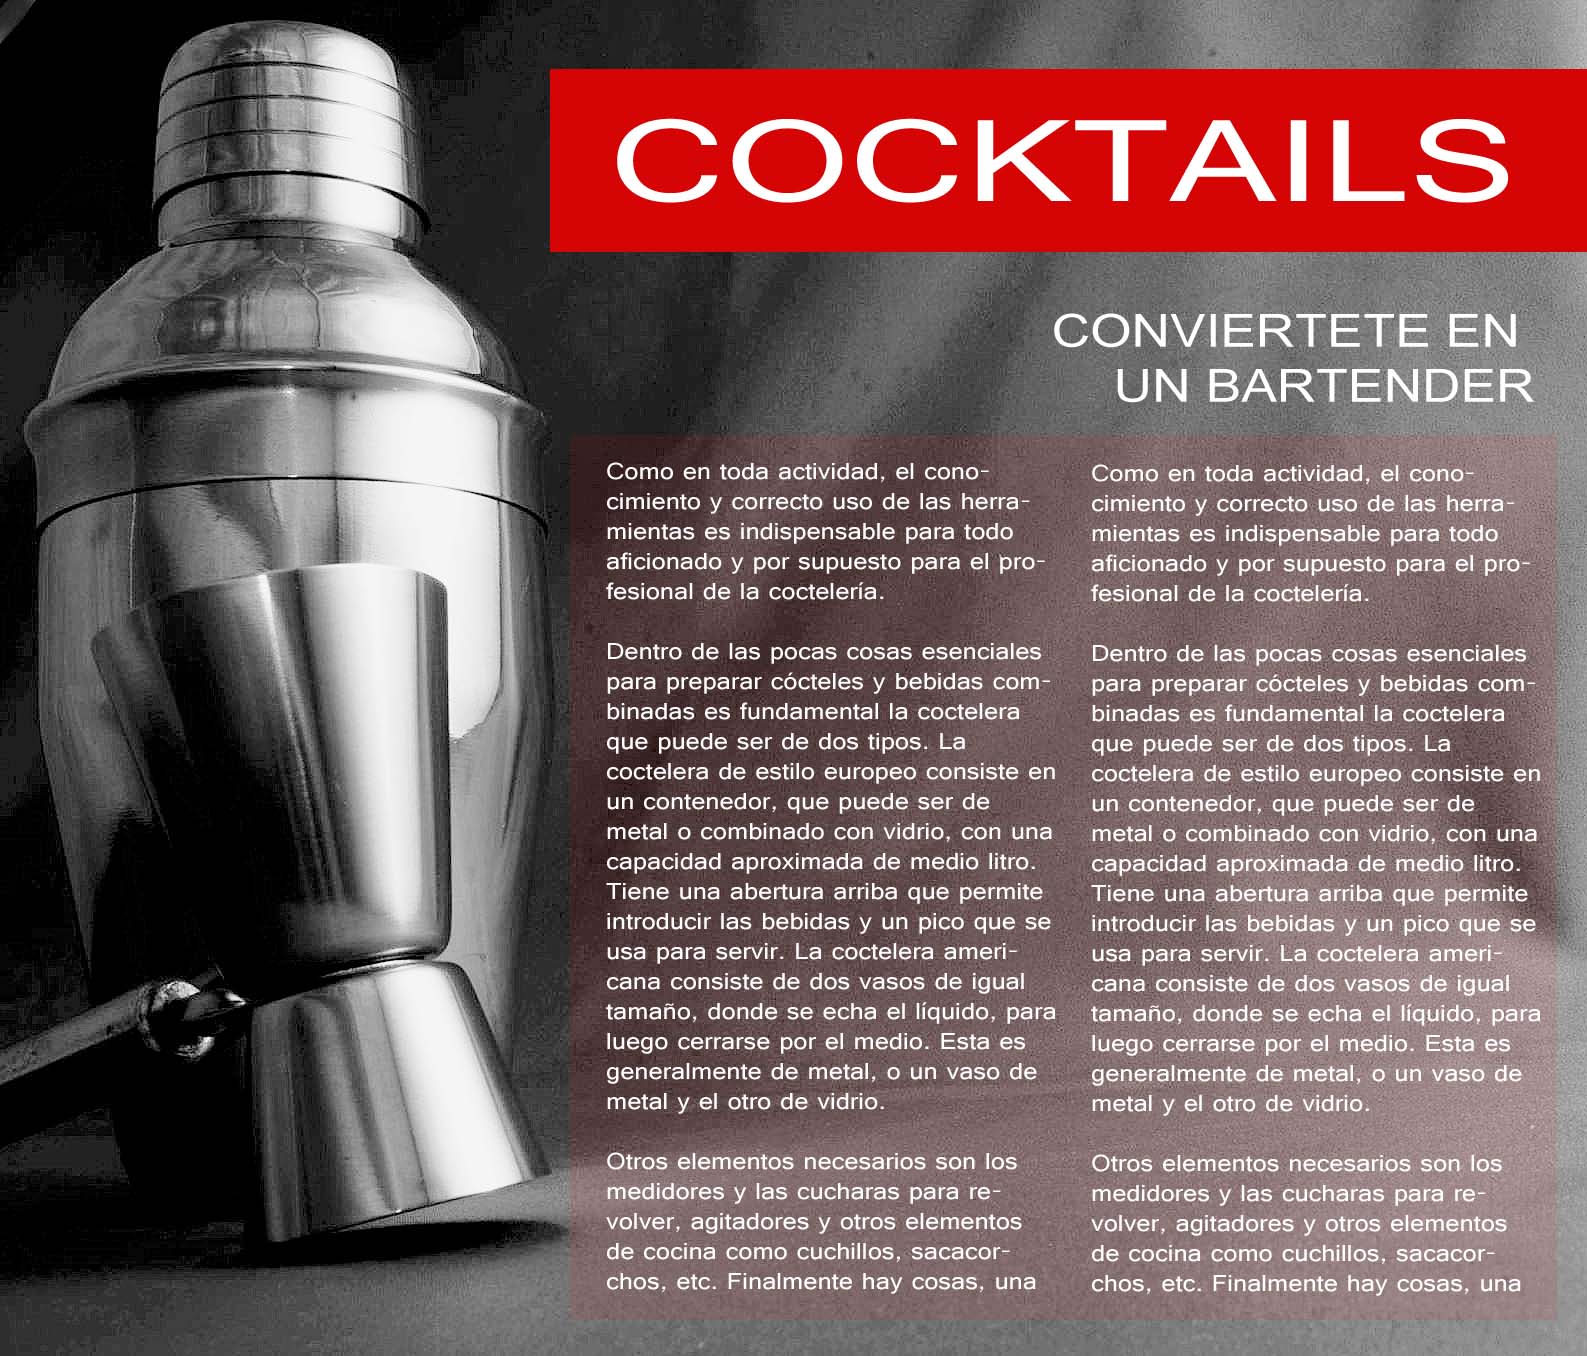 COCKTAILS
CONVIERTETE EN
UN BARTENDER
Como en toda actividad, el cono-
cimiento y correcto uso de las herra-
mientas es indispensable para todo
aficionado y por supuesto para el pro-
fesional de la coctelería.
Dentro de las pocas cosas esenciales
para preparar cócteles y bebidas com-
binadas es fundamental la coctelera
que puede ser de dos tipos. La
coctelera de estilo europeo consiste en
un contenedor, que puede ser de
metal o combinado con vidrio, con una
capacidad aproximada de medio litro.
Tiene una abertura arriba que permite
introducir las bebidas y un pico que se
usa para servir. La coctelera ameri-
cana consiste de dos vasos de igual
tamaño, donde se echa el líquido, para
luego cerrarse por el medio. Esta es
generalmente de metal, o un vaso de
metal y el otro de vidrio.
Otros elementos necesarios son los
medidores y las cucharas para re-
volver, agitadores y otros elementos
de cocina como cuchillos, sacacor-
chos, etc. Finalmente hay cosas, una
Como en toda actividad, el cono-
cimiento y correcto uso de las herra-
mientas es indispensable para todo
aficionado y por supuesto para el pro-
fesional de la coctelería.
Dentro de las pocas cosas esenciales
para preparar cócteles y bebidas com-
binadas es fundamental la coctelera
que puede ser de dos tipos. La
coctelera de estilo europeo consiste en
un contenedor, que puede ser de
metal o combinado con vidrio, con una
capacidad aproximada de medio litro.
Tiene una abertura arriba que permite
introducir las bebidas y un pico que se
usa para servir. La coctelera ameri-
cana consiste de dos vasos de igual
tamaño, donde se echa el líquido, para
luego cerrarse por el medio. Esta es
generalmente de metal, o un vaso de
metal y el otro de vidrio.
Otros elementos necesarios son los
medidores y las cucharas para re-
volver, agitadores y otros elementos
de cocina como cuchillos, sacacor-
chos, etc. Finalmente hay cosas, una